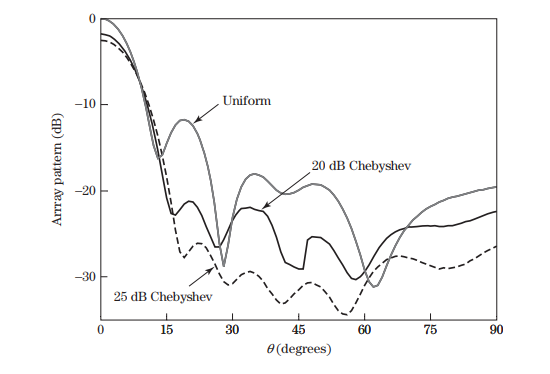 0
Uniform
−10
20 dB Chebyshev
Arrray pattern (dB)
−20
−30
25 dB Chebyshev
0 15 30 45 60 75 90
θ (degrees)